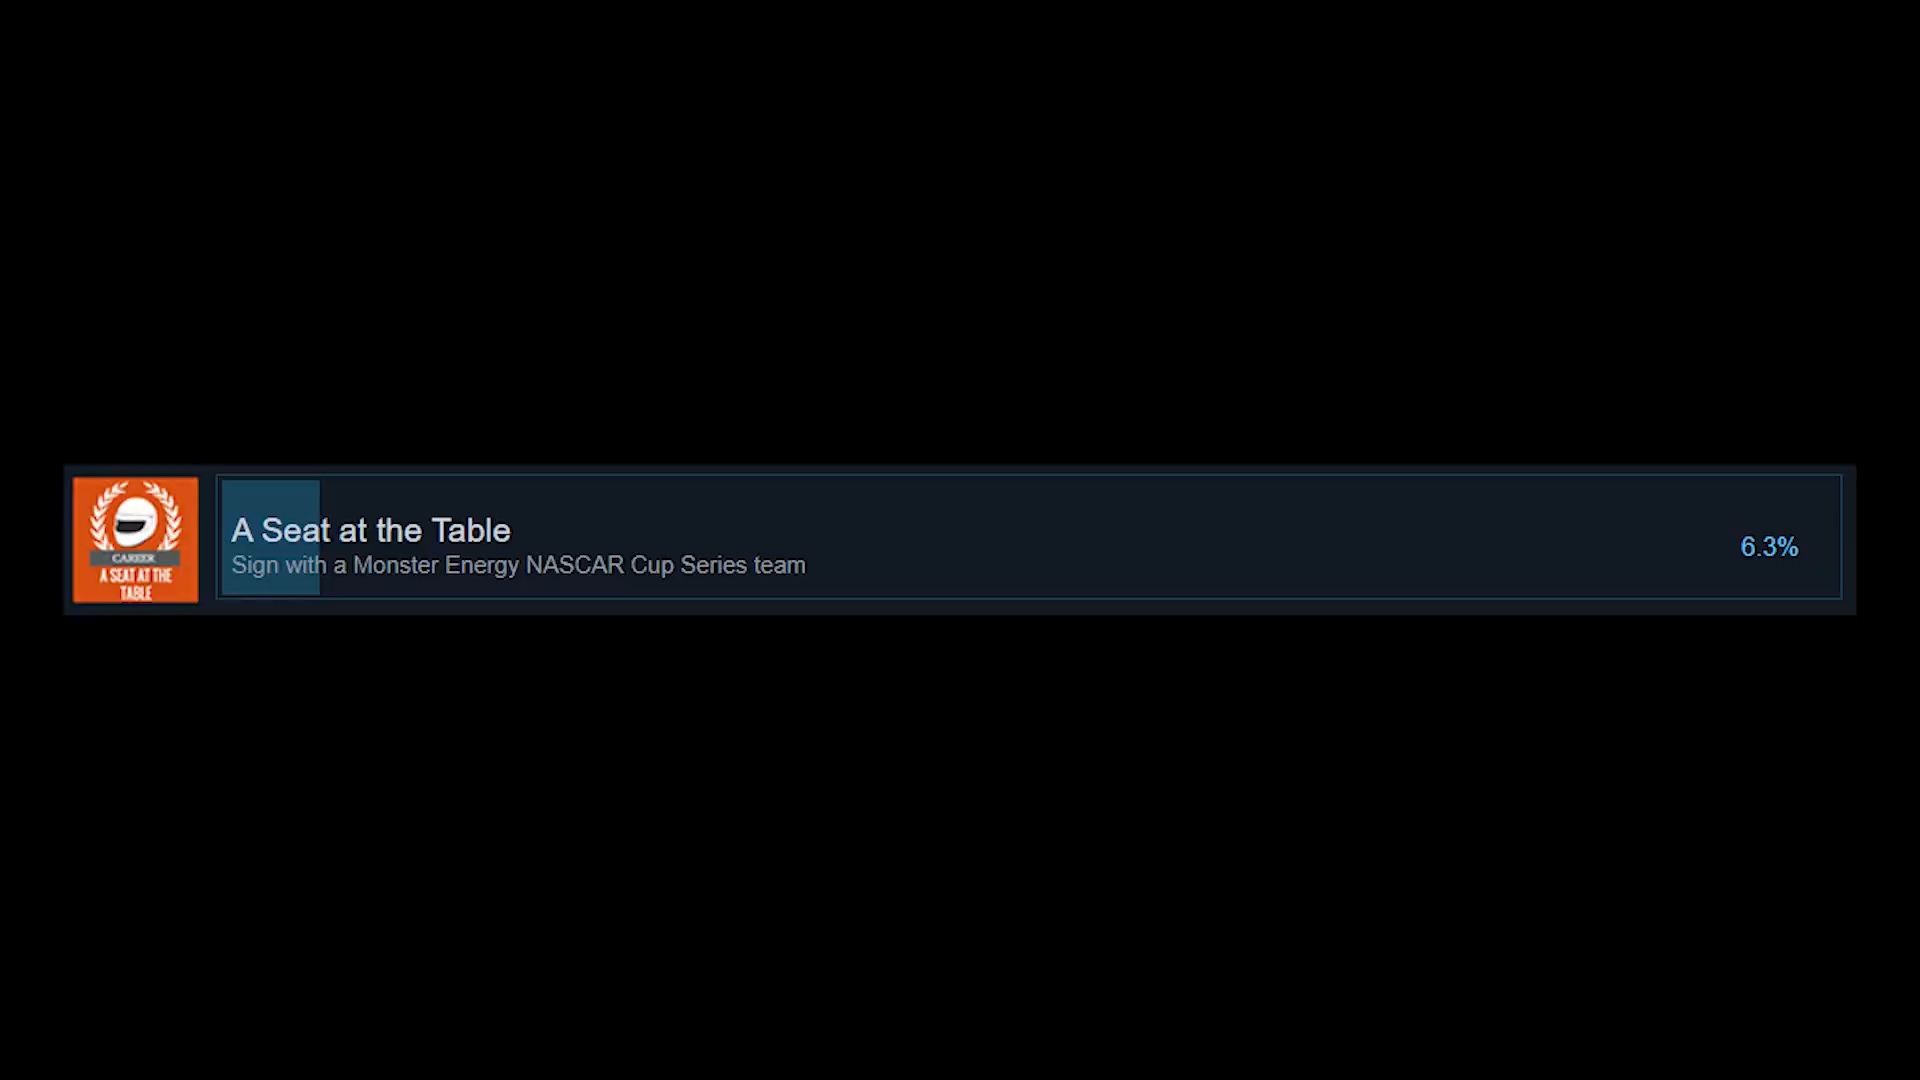 CAREER
A SEAT AT THE
TABLE
A Seat at the Table
Sign with a Monster Energy NASCAR Cup Series team
6.3%